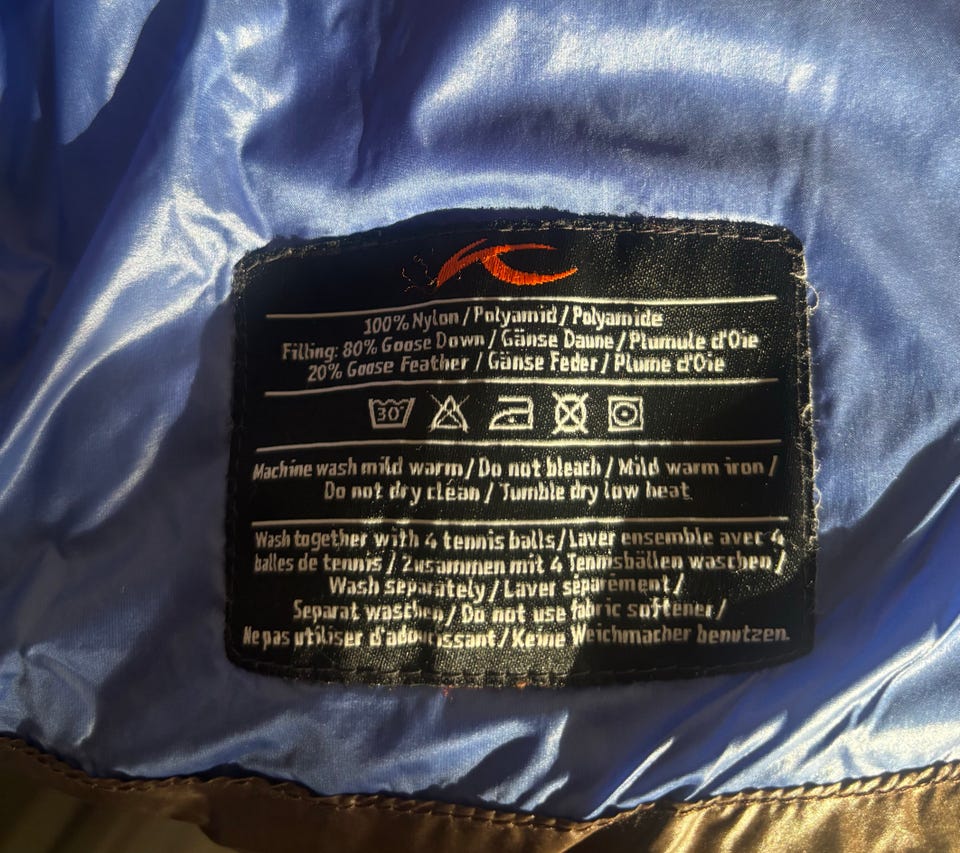 100% Nylon / Polyamid / Polyamide
Filling: 80% Goose Down / Gänse Daune / Plumule d'Oie
20% Goose Feather / Gänse Feder / Plume d'Oie
30°
Machine wash mild warm / Do not bleach / Mild warm iron /
Do not dry clean / Tumble dry low heat
Wash together with 4 tennis balls / Laver ensemble avec 4
balles de tennis / Zusammen mit 4 Tennisbällen waschen /
Wash separately / Laver séparément /
Separat waschen / Do not use fabric softener /
Ne pas utiliser d'adoucissant / Keine Weichmacher benutzen.